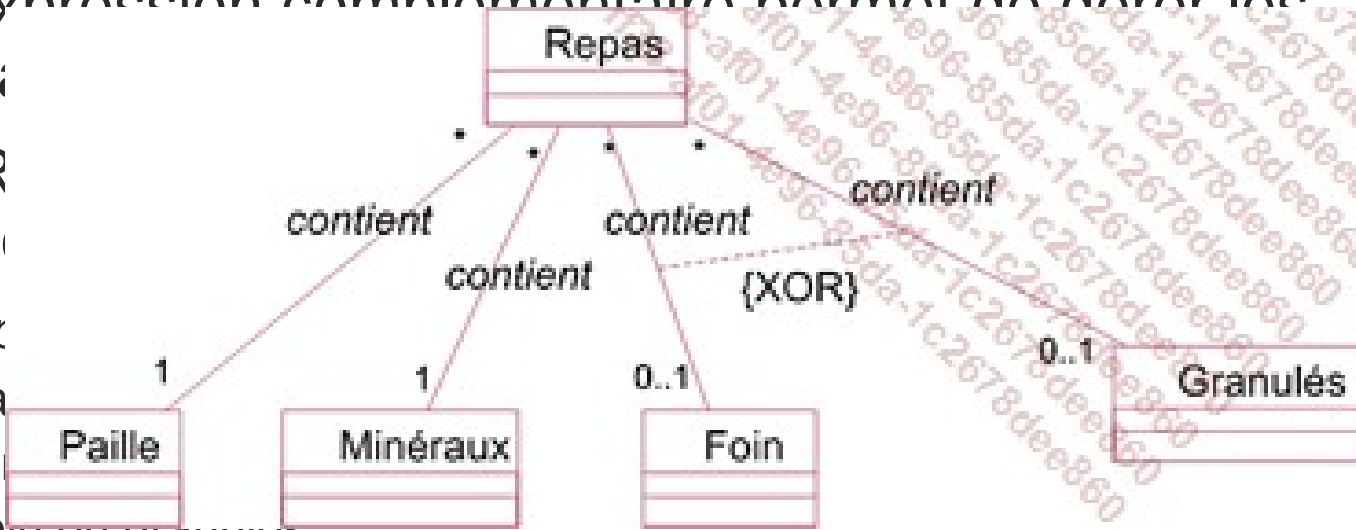 Repas
*
*
*
*
contient
contient
contient
contient
{XOR}
1
1
0..1
0..1
Paille
Minéraux
Foin
Granulés